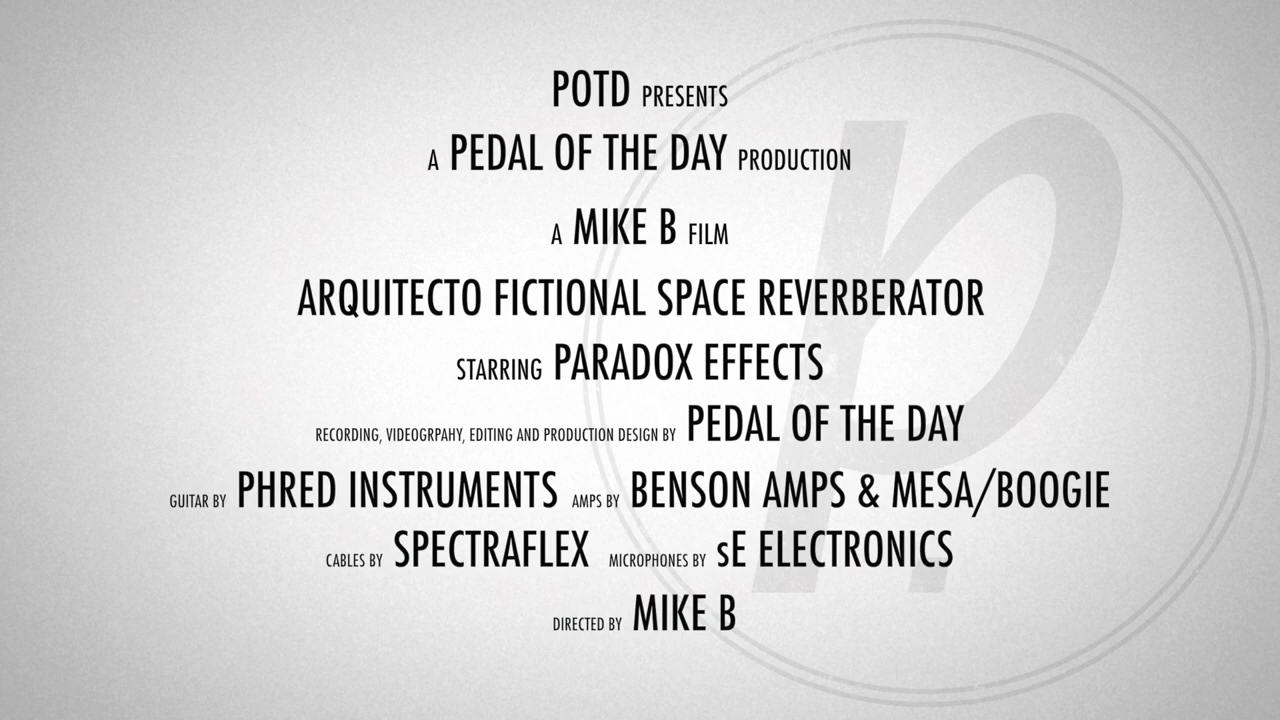 POTD PRESENTS
A PEDAL OF THE DAY PRODUCTION
A MIKE B FILM
ARQUITECTO FICTIONAL SPACE REVERBERATOR
STARRING PARADOX EFFECTS
RECORDING, VIDEOGRPAHY, EDITING AND PRODUCTION DESIGN BY PEDAL OF THE DAY
GUITAR BY PHRED INSTRUMENTS AMPS BY BENSON AMPS & MESA/BOOGIE
CABLES BY SPECTRAFLEX MICROPHONES BY sE ELECTRONICS
DIRECTED BY MIKE B